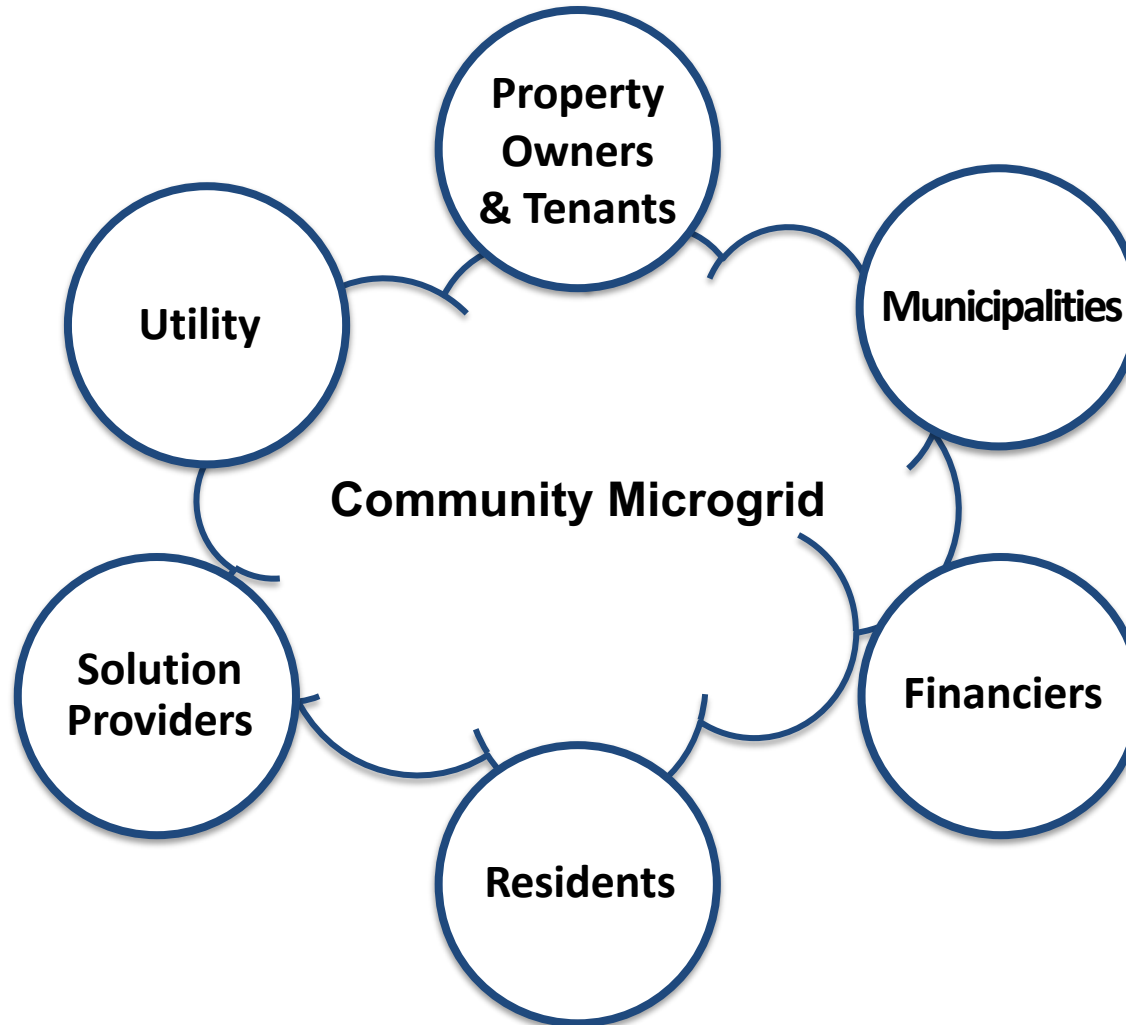 Property
Owners
& Tenants
Utility
Municipalities
Community Microgrid
Solution
Providers
Financiers
Residents